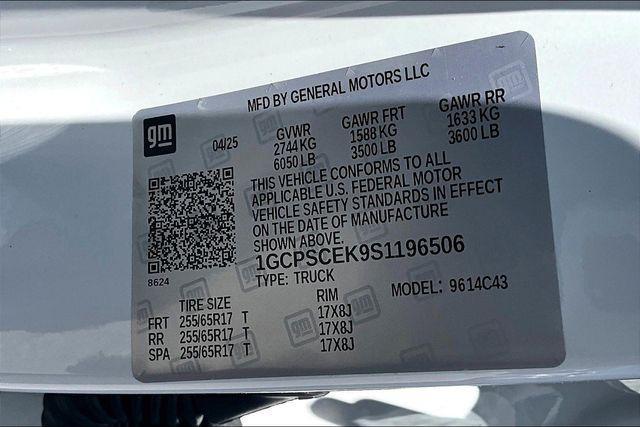 MFD BY GENERAL MOTORS LLC
gm
04/25
GVWR GAWR FRT GAWR RR
2744 KG 1588 KG 1633 KG
6050 LB 3500 LB 3600 LB
THIS VEHICLE CONFORMS TO ALL
APPLICABLE U.S. FEDERAL MOTOR
VEHICLE SAFETY STANDARDS IN EFFECT
ON THE DATE OF MANUFACTURE
SHOWN ABOVE.
1GCPSCEK9S1196506
8624
TYPE: TRUCK MODEL: 9614C43
TIRE SIZE RIM
FRT 255/65R17 T 17X8J
RR 255/65R17 T 17X8J
SPA 255/65R17 T 17X8J